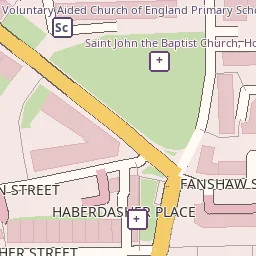 Voluntary Aided Church of England Primary Scho
Sc
Saint John the Baptist Church, Ho
FANSHAW S
N STREET
HABERDASHER PLACE
HER STREET